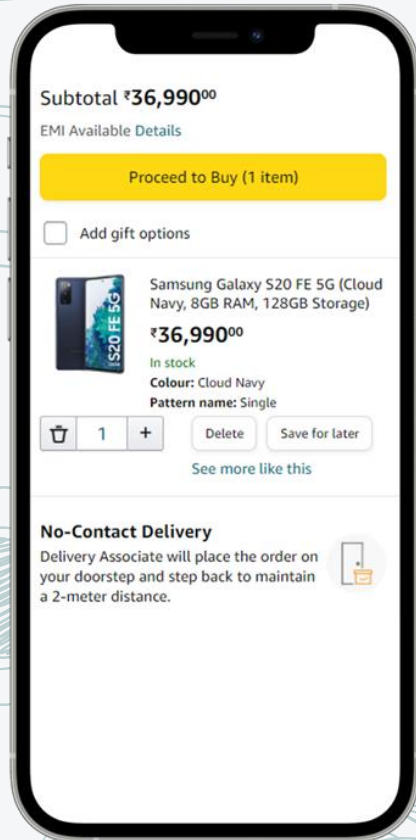 Subtotal ₹36,990⁰⁰
EMI Available Details
Proceed to Buy (1 item)
Add gift options
S20 FE 5G
Samsung Galaxy S20 FE 5G (Cloud
Navy, 8GB RAM, 128GB Storage)
₹36,990⁰⁰
In stock
Colour: Cloud Navy
Pattern name: Single
1 +
Delete
Save for later
See more like this
No-Contact Delivery
Delivery Associate will place the order on
your doorstep and step back to maintain
a 2-meter distance.